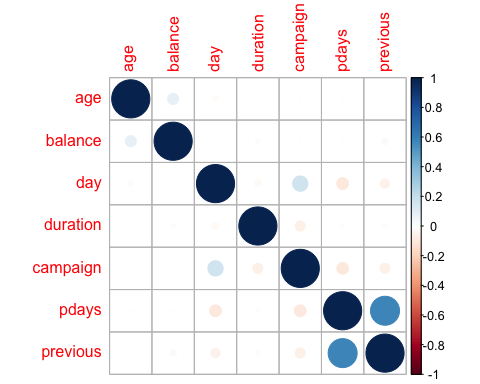 age
balance
day
duration
campaign
pdays
previous
age
balance
day
duration
campaign
pdays
previous
1
0.8
0.6
0.4
0.2
0
-0.2
-0.4
-0.6
-0.8
-1